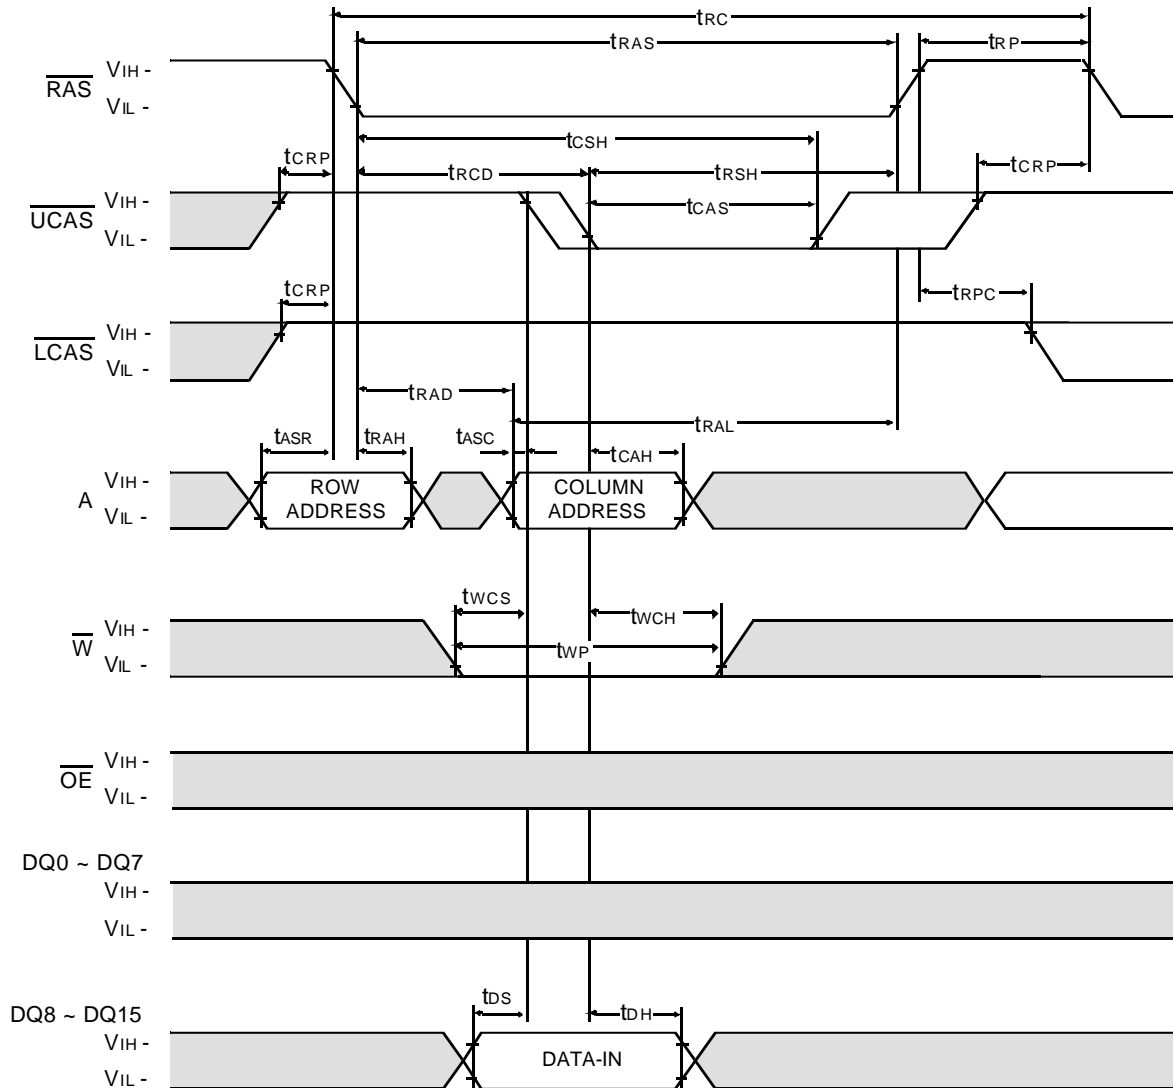 tRC
tRAS
tRP
RAS
VIH -
VIL -
tCSH
tCRP
tRCD
tRSH
tCRP
UCAS
VIH -
VIL -
tCAS
tCRP
tRPC
LCAS
VIH -
VIL -
tRAD
tRAL
tASR
tRAH
tASC
tCAH
A
VIH -
VIL -
ROW
ADDRESS
COLUMN
ADDRESS
tWCS
tWCH
W
VIH -
VIL -
tWP
OE
VIH -
VIL -
DQ0 ~ DQ7
VIH -
VIL -
tDS
tDH
DQ8 ~ DQ15
VIH -
VIL -
DATA-IN